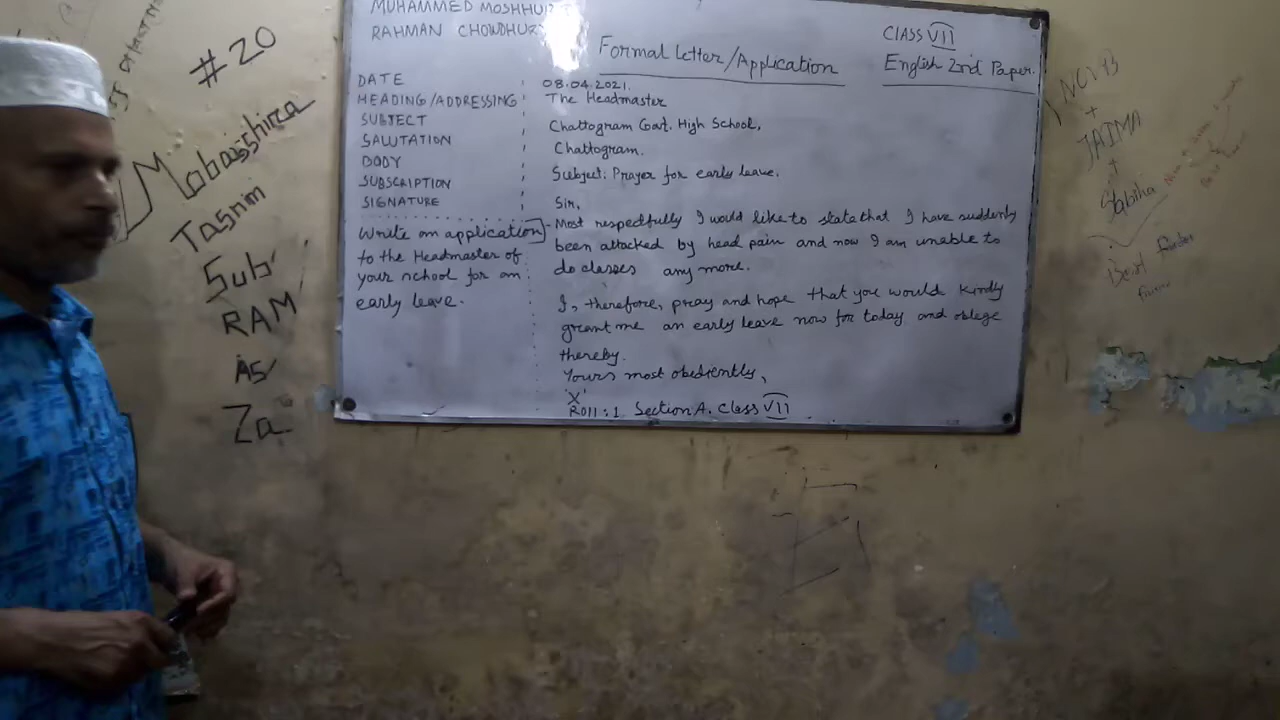 MUHAMMED MOSHHUR
RAHMAN CHOWDHURY
Formal Letter/Application
CLASS VII
English 2nd Paper.
DATE :
HEADING/ADDRESSING :
SUBJECT :
SALUTATION :
BODY :
SUBSCRIPTION :
SIGNATURE :
Write an application
to the Headmaster of
your school for an
early leave.
08.04.2021.
The Headmaster
Chattogram Govt. High School,
Chattogram.
Subject: Prayer for early leave.
Sir,
Most respectfully I would like to state that I have suddenly
been attacked by head pain and now I am unable to
do classes any more.
I, therefore, pray and hope that you would kindly
grant me an early leave now for today and oblege
thereby.
Yours most obediently,
'X'
Roll: 1 Section A. Class VII
#20
Mobasshira
Tasnim
Sub
RAM
AS
Za
JAIMA
+
Sabiha